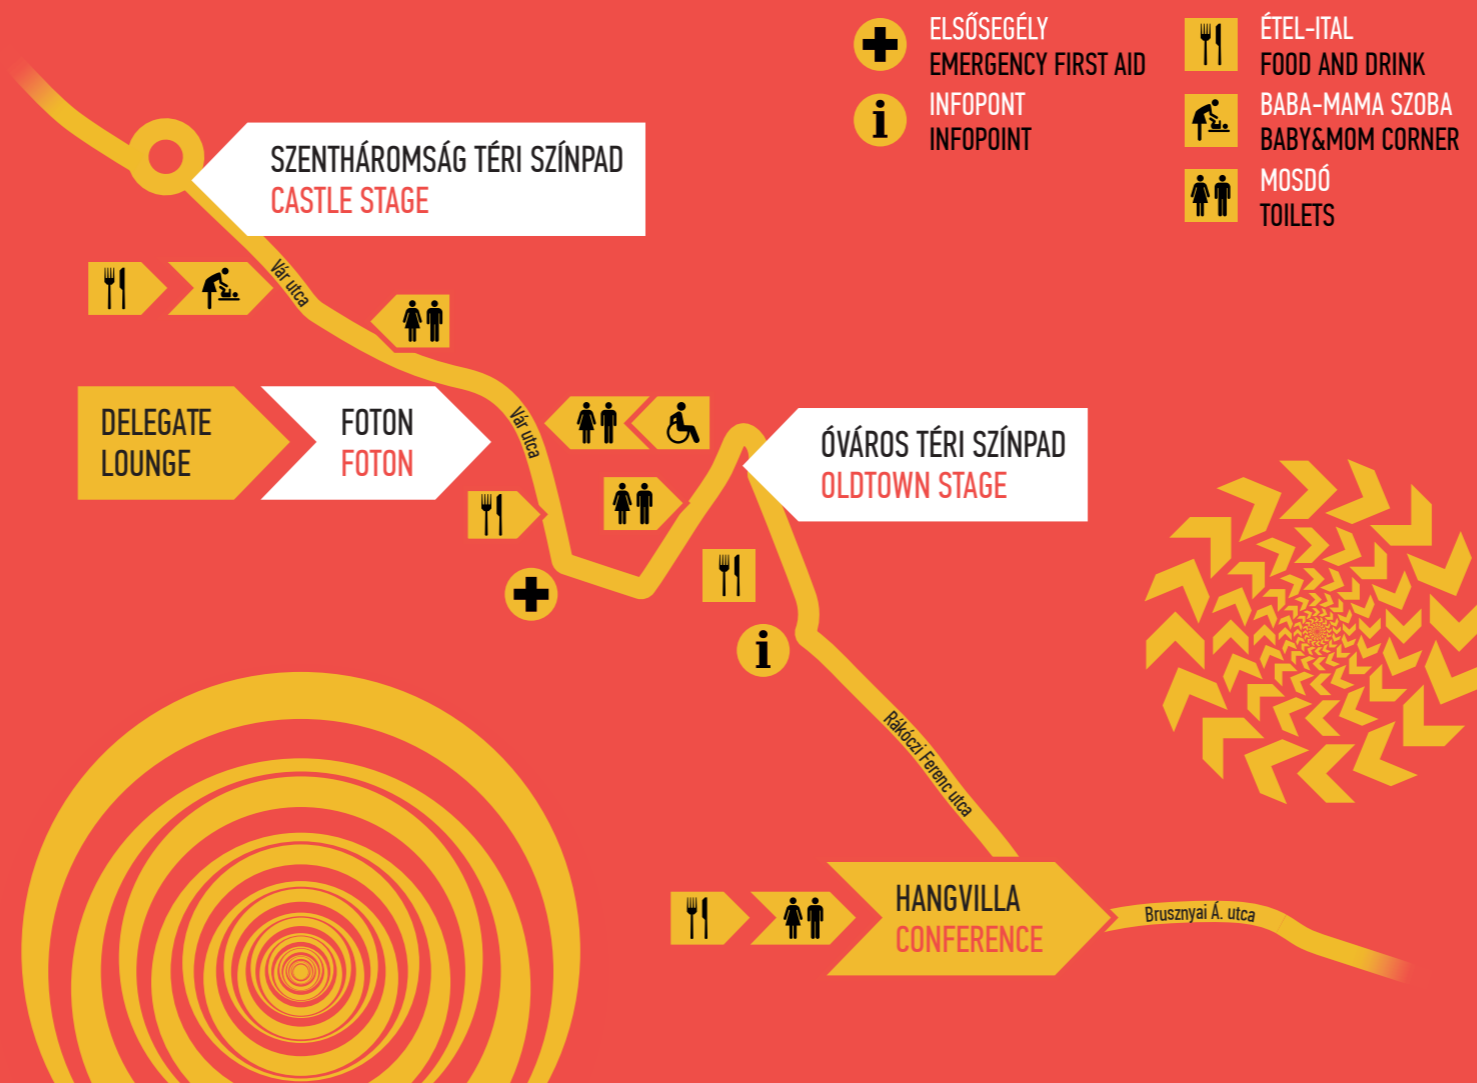 ELSŐSEGÉLY
EMERGENCY FIRST AID
INFOPONT
INFOPOINT
ÉTEL-ITAL
FOOD AND DRINK
BABA-MAMA SZOBA
BABY&MOM CORNER
MOSDÓ
TOILETS
SZENTHÁROMSÁG TÉRI SZÍNPAD
CASTLE STAGE
Vár utca
DELEGATE
LOUNGE
FOTON
FOTON
Vár utca
ÓVÁROS TÉRI SZÍNPAD
OLDTOWN STAGE
i
i
Rákóczi Ferenc utca
HANGVILLA
CONFERENCE
Brusznyai Á. utca